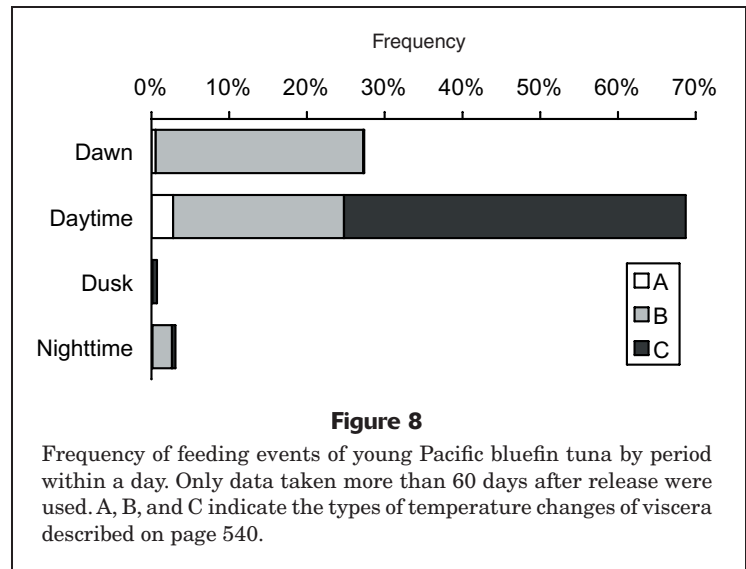 Frequency
0% 10% 20% 30% 40% 50% 60% 70%
Dawn
Daytime
Dusk
Nighttime
A
B
C
Figure 8
Frequency of feeding events of young Pacific bluefin tuna by period
within a day. Only data taken more than 60 days after release were
used. A, B, and C indicate the types of temperature changes of viscera
described on page 540.